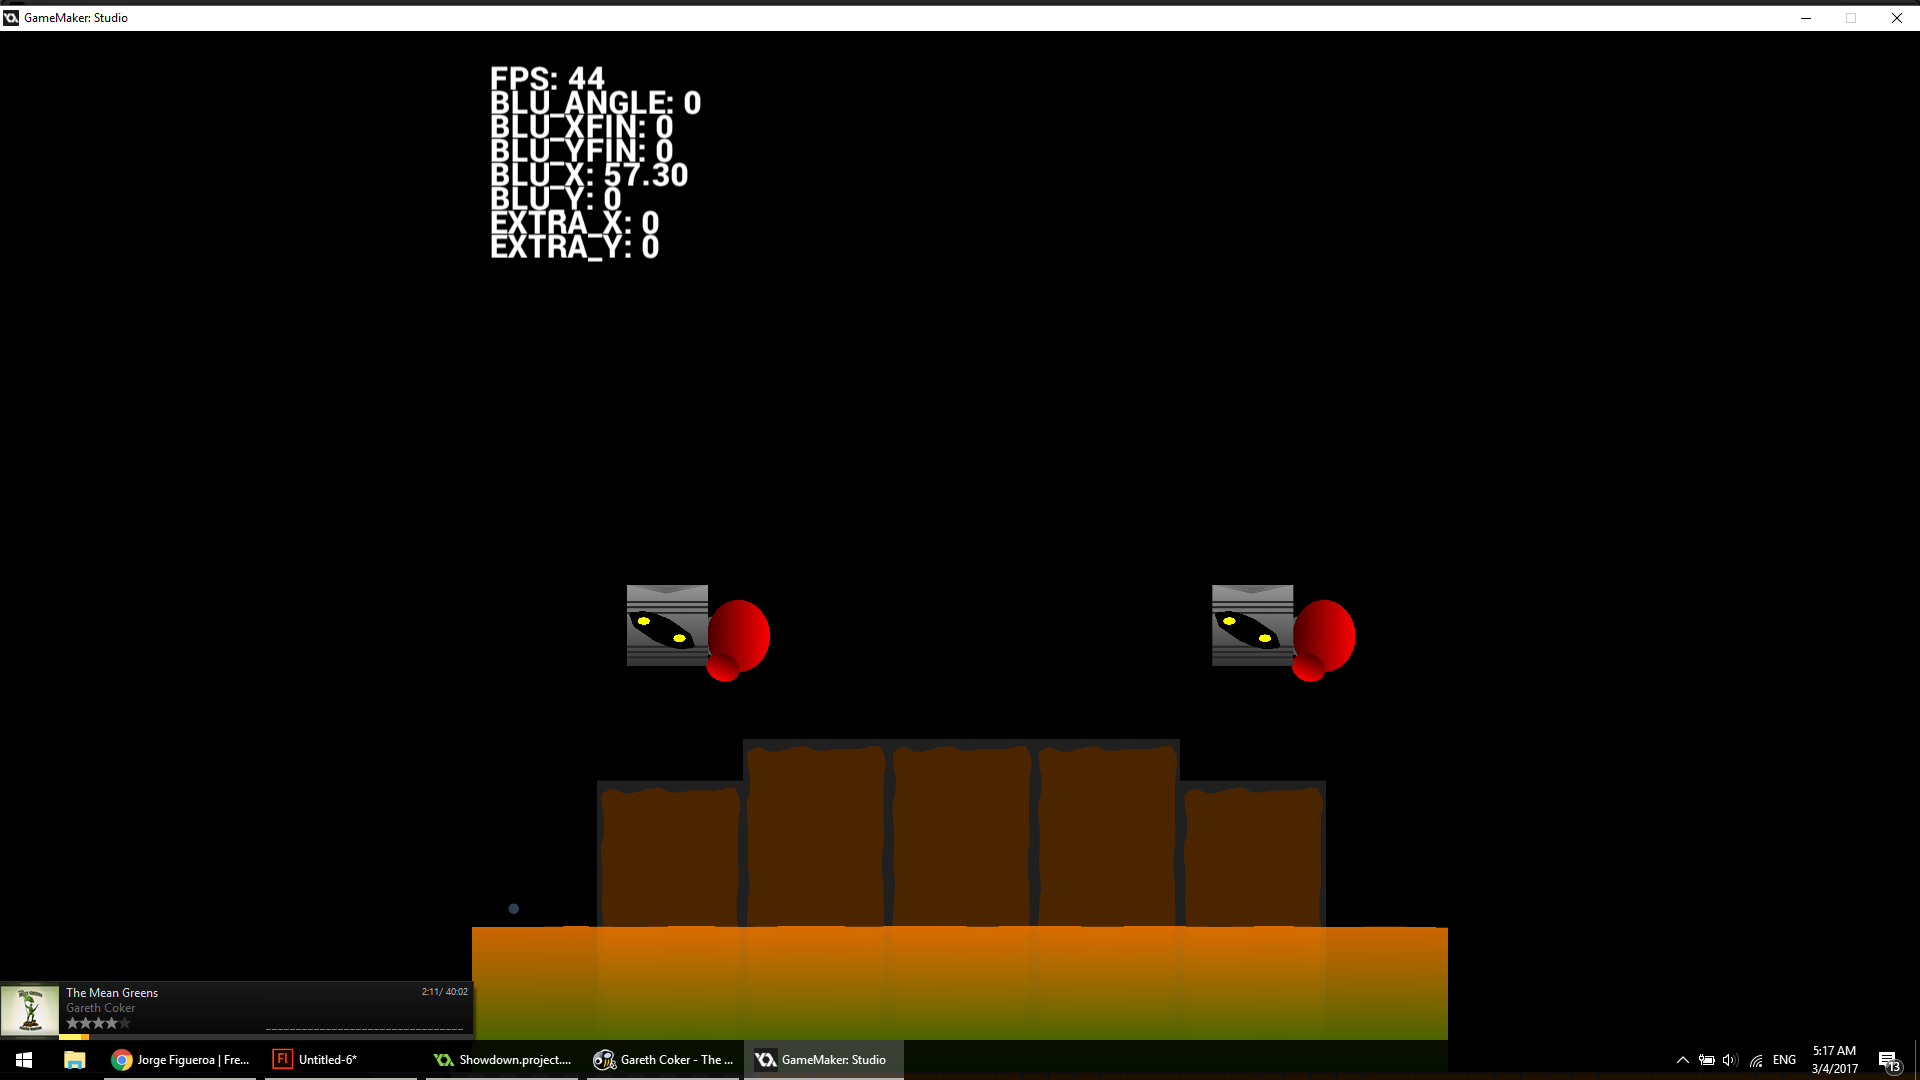 GameMaker: Studio
FPS: 44
BLU_ANGLE: 0
BLU_XFIN: 0
BLU_YFIN: 0
BLU_X: 57.30
BLU_Y: 0
EXTRA_X: 0
EXTRA_Y: 0
The Mean Greens
2:11/ 40:02
Gareth Coker
Jorge Figueroa | Fre...
Fl
Untitled-6*
Showdown.project....
Gareth Coker - The ...
GameMaker: Studio
ENG
5:17 AM
3/4/2017
13